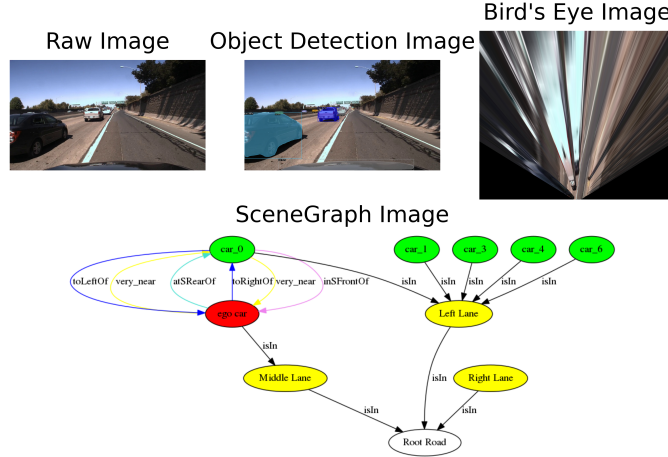 Bird's Eye Image
Raw Image
Object Detection Image
SceneGraph Image
car_0
car_1
car_3
car_4
car_6
toLeftOf
very_near
atSRearOf
toRightOf
very_near
inSFrontOf
isIn
isIn
isIn
isIn
isIn
ego car
Left Lane
isIn
Middle Lane
isIn
Right Lane
isIn
isIn
Root Road